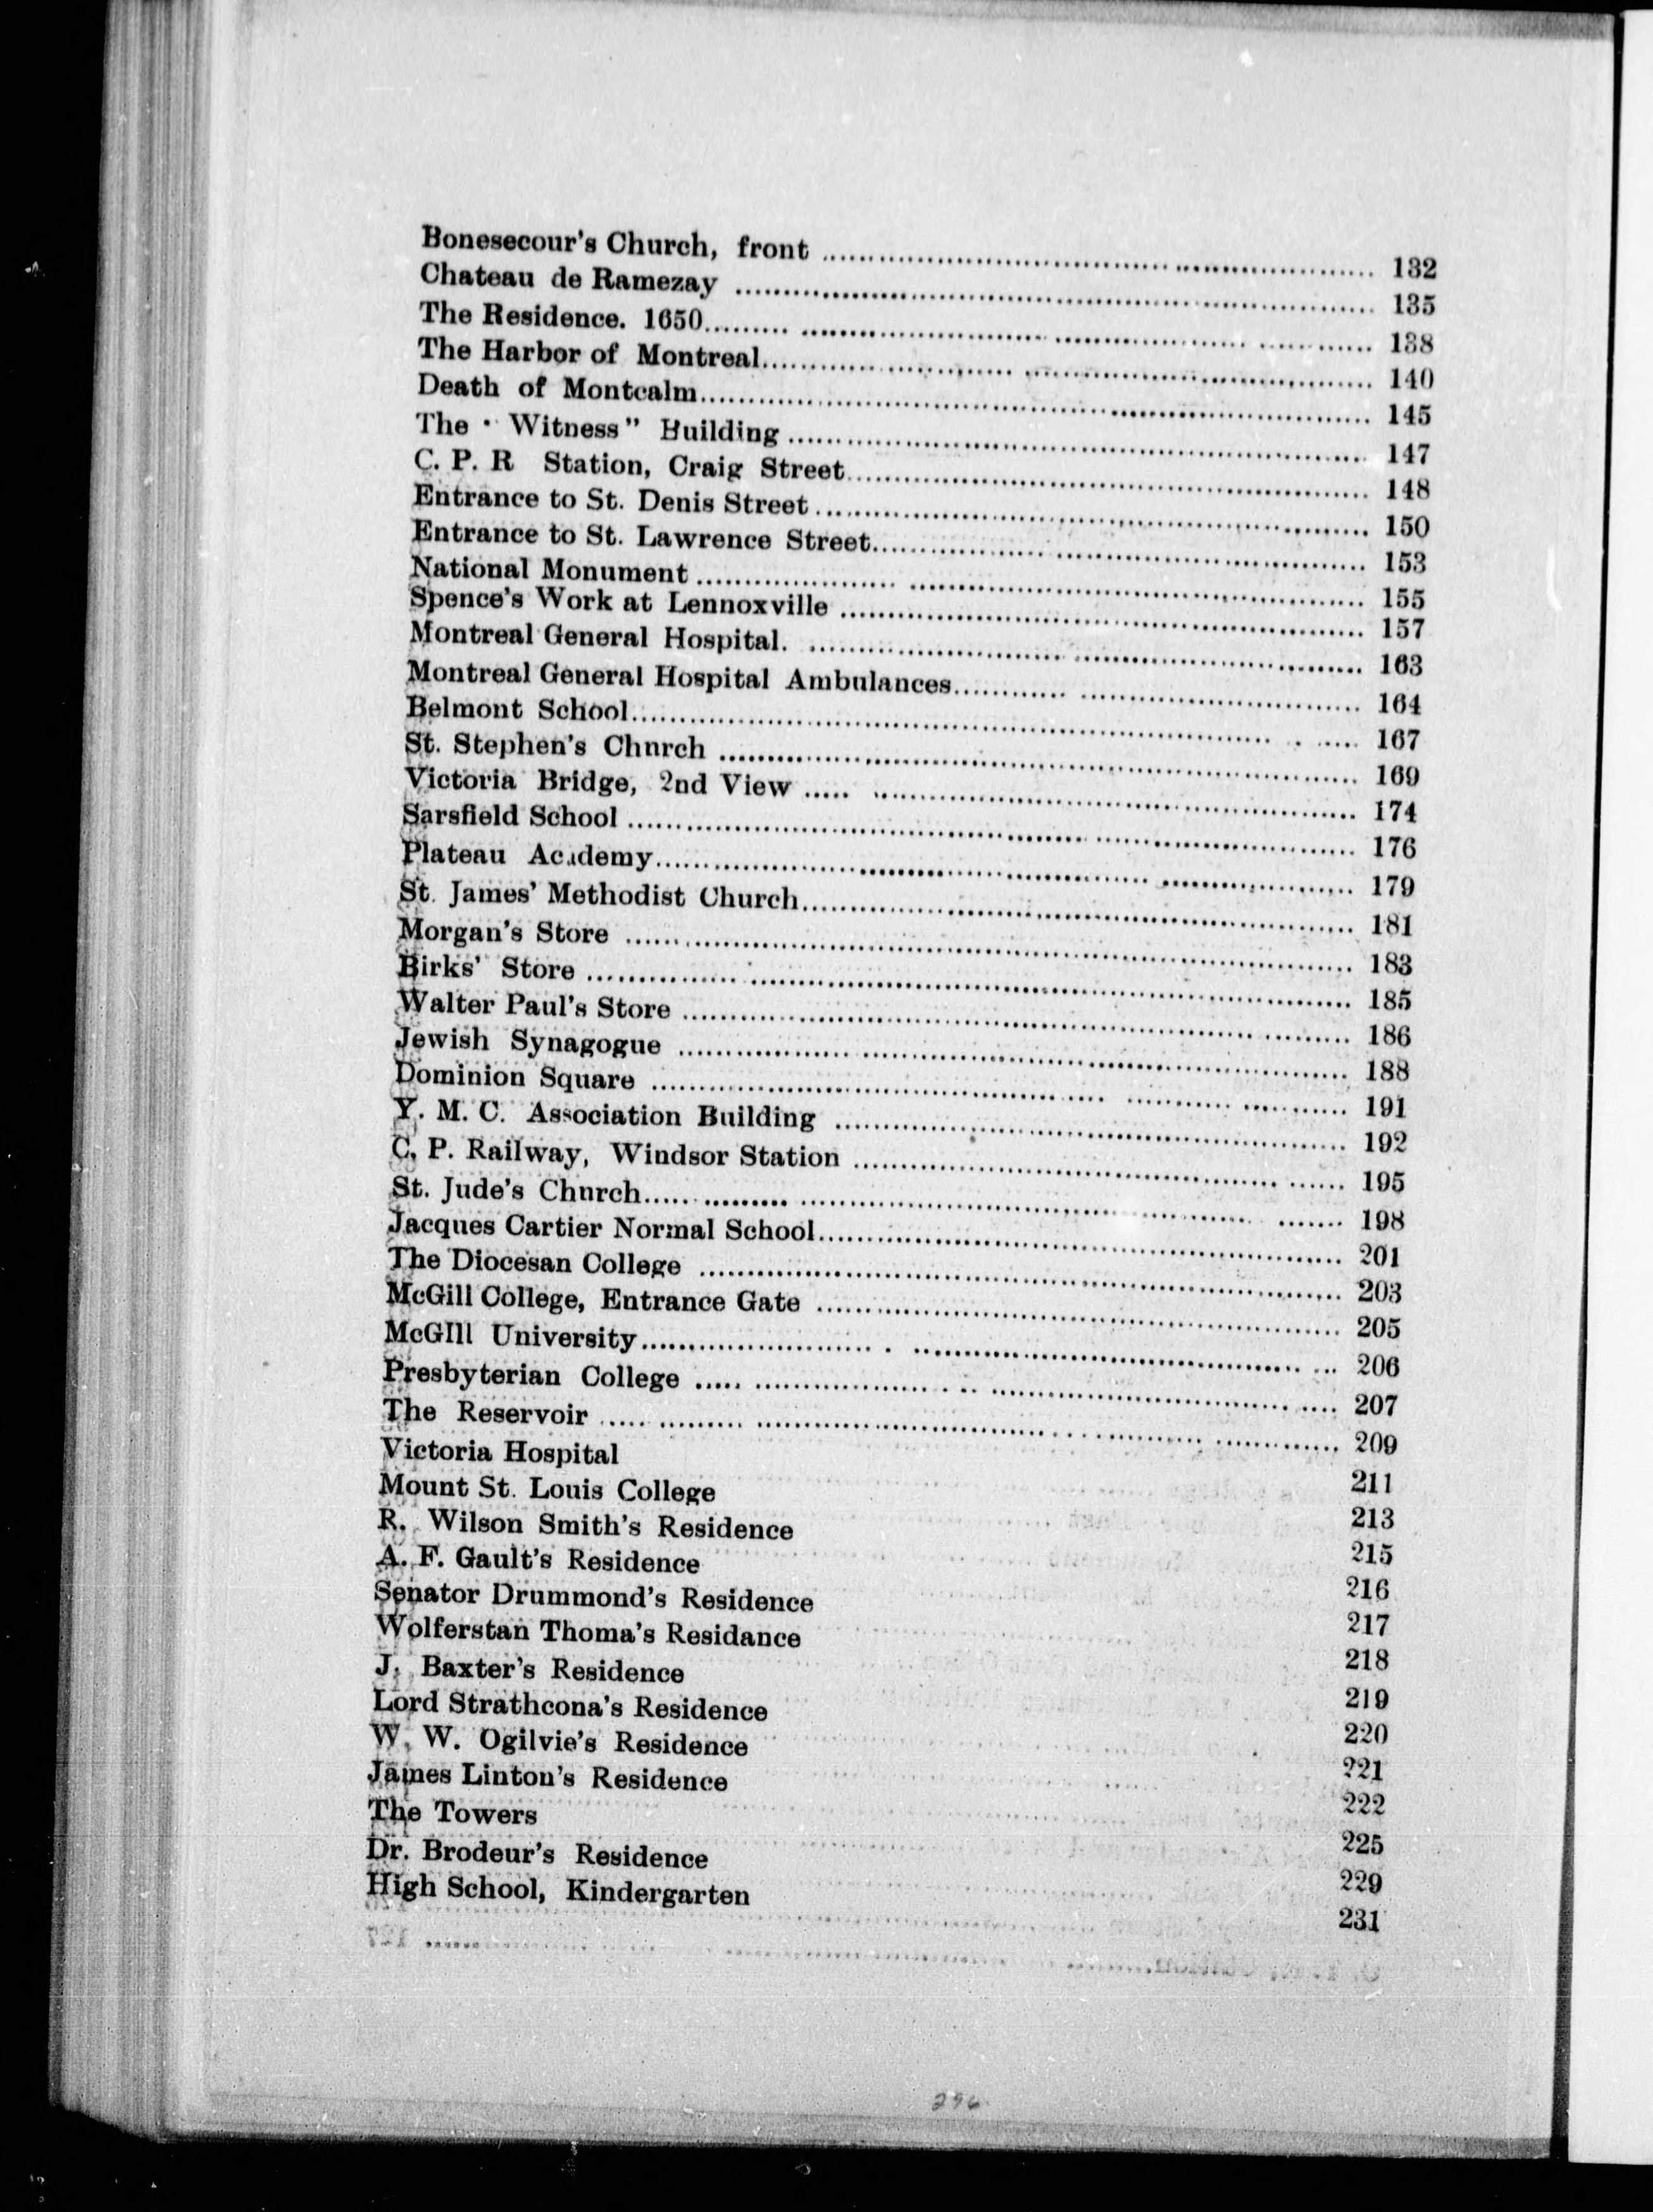 Bonesecour's Church, front ........ 132
Chateau de Ramezay ........ 135
The Residence. 1650........ 138
The Harbor of Montreal........ 140
Death of Montcalm........ 145
The " Witness" Building ........ 147
C. P. R Station, Craig Street........ 148
Entrance to St. Denis Street ........ 150
Entrance to St. Lawrence Street........ 153
National Monument ........ 155
Spence's Work at Lennoxville ........ 157
Montreal General Hospital. ........ 163
Montreal General Hospital Ambulances........ 164
Belmont School........ 167
St. Stephen's Chnrch ........ 169
Victoria Bridge, 2nd View ........ 174
Sarsfield School ........ 176
Plateau Academy........ 179
St. James' Methodist Church........ 181
Morgan's Store ........ 183
Birks' Store ........ 185
Walter Paul's Store ........ 186
Jewish Synagogue ........ 188
Dominion Square ........ 191
Y. M. C. Association Building ........ 192
C. P. Railway, Windsor Station ........ 195
St. Jude's Church........ 198
Jacques Cartier Normal School........ 201
The Diocesan College ........ 203
McGill College, Entrance Gate ........ 205
McGIll University........ 206
Presbyterian College ........ 207
The Reservoir ........ 209
Victoria Hospital 211
Mount St. Louis College 213
R. Wilson Smith's Residence 215
A. F. Gault's Residence 216
Senator Drummond's Residence 217
Wolferstan Thoma's Residance 218
J. Baxter's Residence 219
Lord Strathcona's Residence 220
W. W. Ogilvie's Residence 221
James Linton's Residence 222
The Towers 225
Dr. Brodeur's Residence 229
High School, Kindergarten 231
296